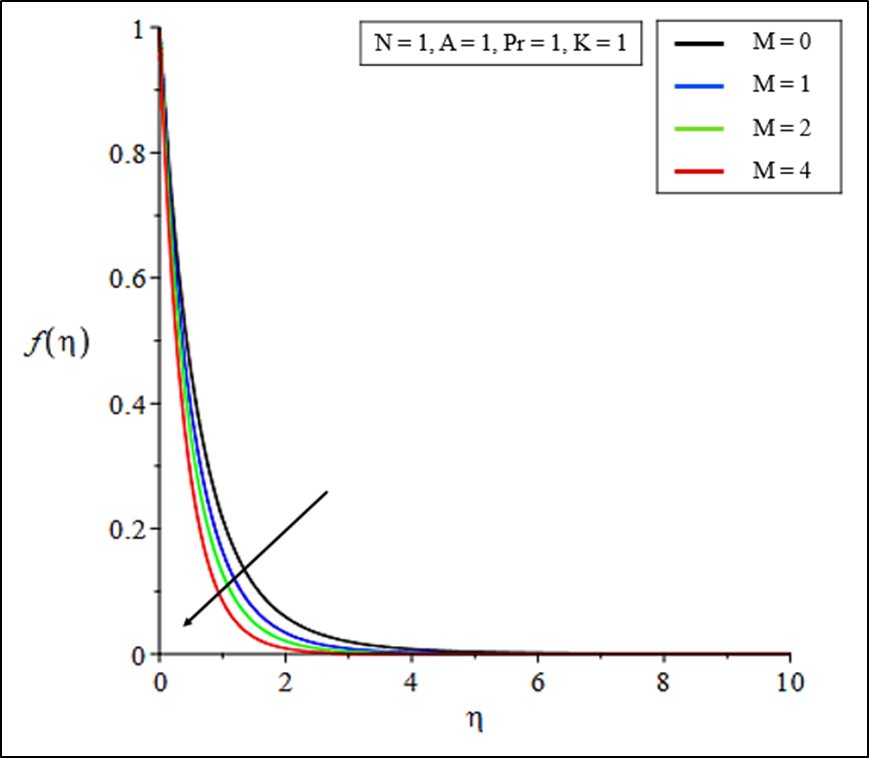 N = 1, A = 1, Pr = 1, K = 1
M = 0
M = 1
M = 2
M = 4
1
0.8
0.6
f(η)
0.4
0.2
0
0 2 4 6 8 10
η